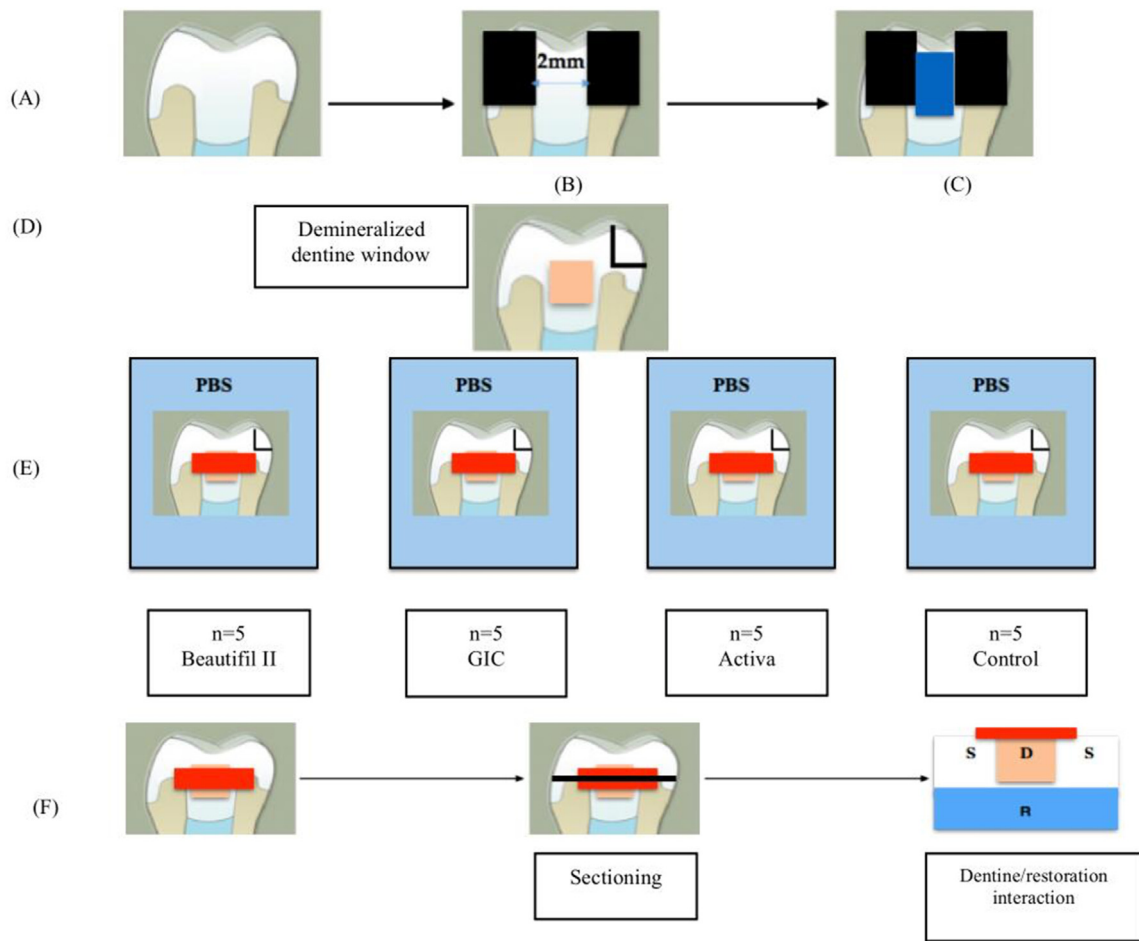 (A)
2mm
(B)
(C)
(D)
Demineralized
dentine window
(E)
PBS
PBS
PBS
PBS
n=5
Beautifil II
n=5
GIC
n=5
Activa
n=5
Control
(F)
S D S
R
Sectioning
Dentine/restoration
interaction